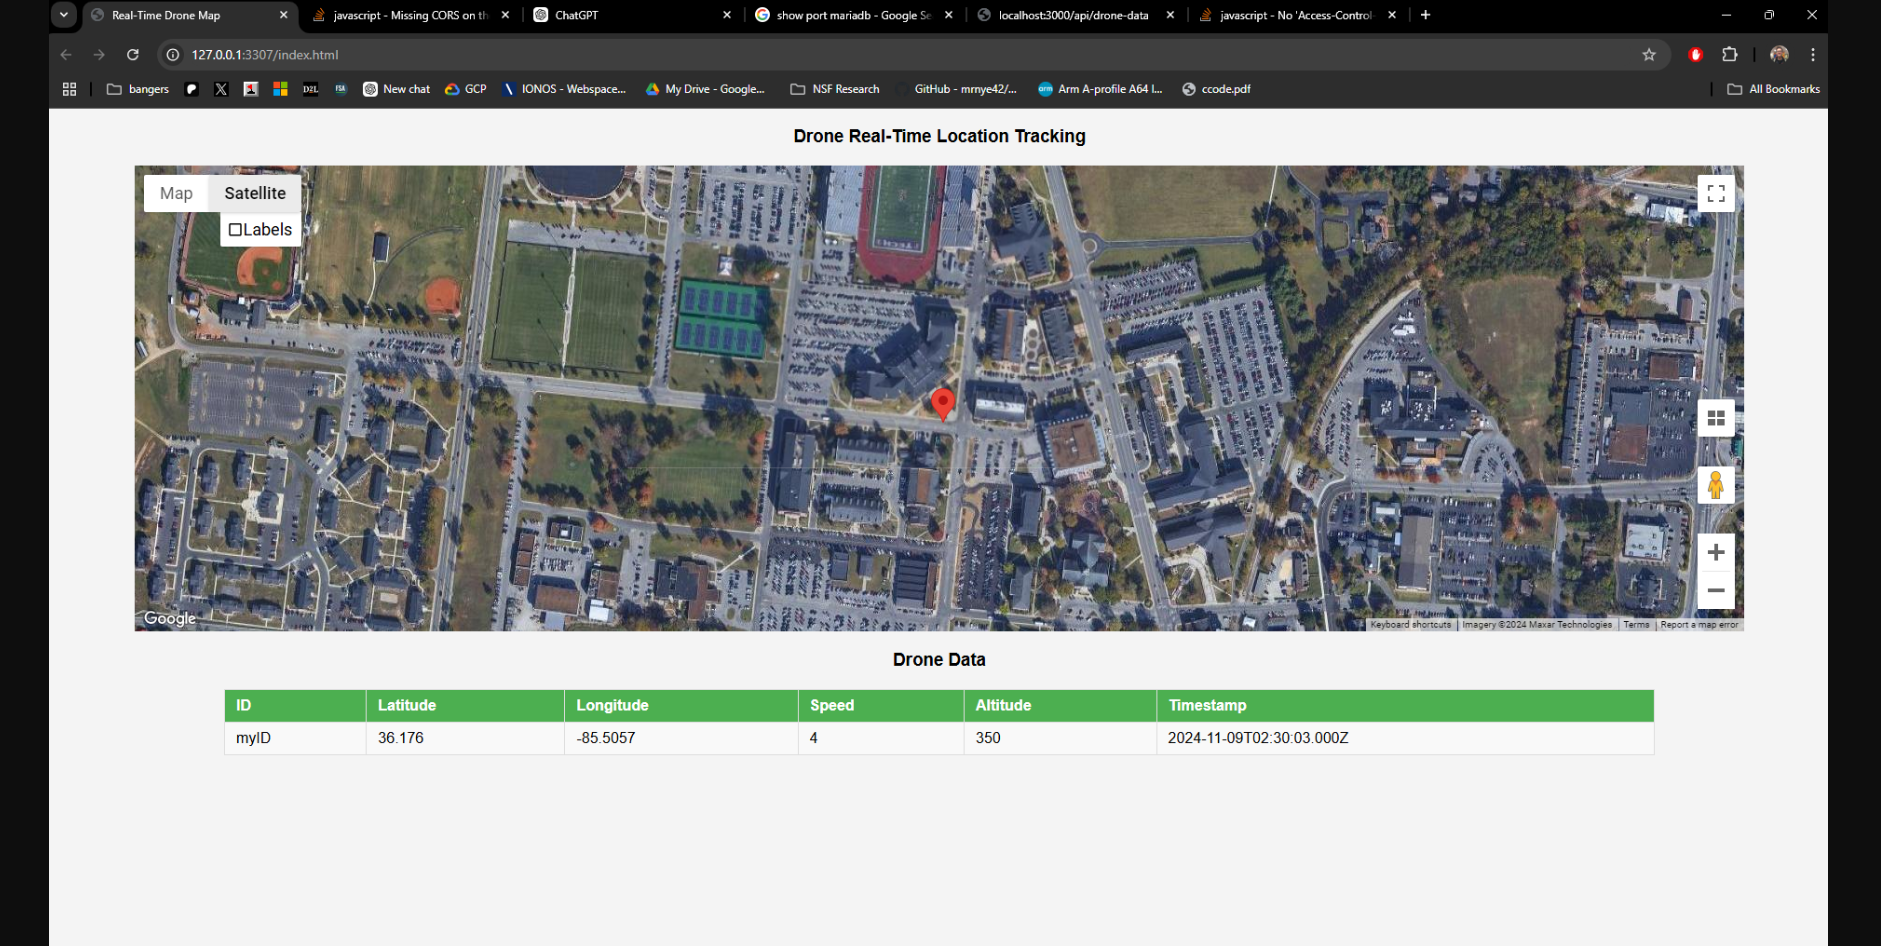 Real-Time Drone Map
javascript - Missing CORS on th
ChatGPT
show port mariadb - Google Se
localhost:3000/api/drone-data
javascript - No 'Access-Control-
127.0.0.1:3307/index.html
bangers
D2L
New chat
GCP
IONOS - Webspace...
My Drive - Google...
NSF Research
GitHub - mrnye42/...
Arm A-profile A64 I...
ccode.pdf
All Bookmarks
Drone Real-Time Location Tracking
Map Satellite
Labels
TECH
Google
Keyboard shortcuts Imagery ©2024 Maxar Technologies Terms Report a map error
Drone Data
ID Latitude Longitude Speed Altitude Timestamp
myID 36.176 -85.5057 4 350 2024-11-09T02:30:03.000Z